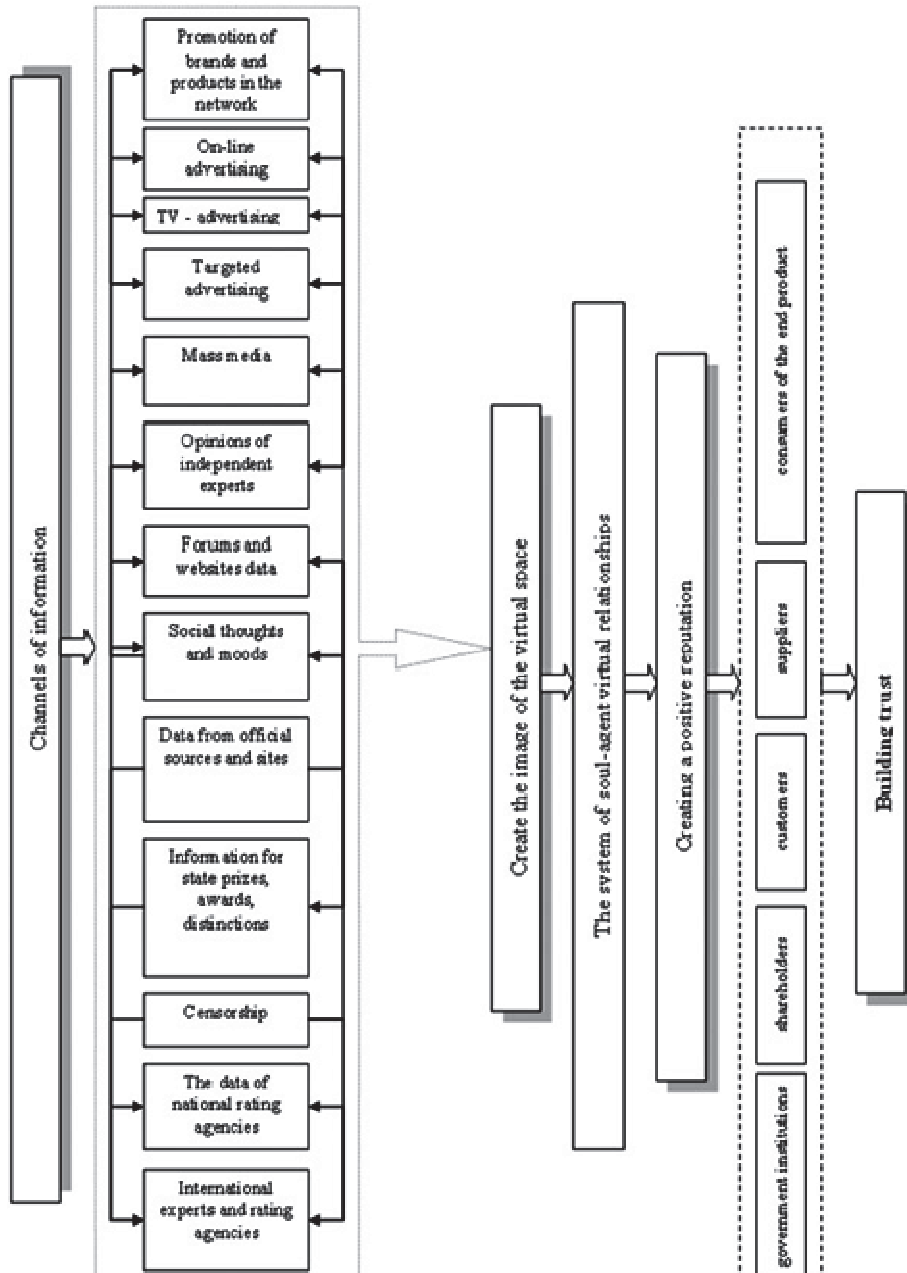 Channels of information
Promotion of
brands and
products in the
network
On-line
advertising
TV - advertising
Targeted
advertising
Mass media
Opinions of
independent
experts
Forums and
websites data
Social thoughts
and moods
Data from official
sources and sites
Information for
state prizes,
awards,
distinctions
Censorship
The data of
national rating
agencies
International
experts and rating
agencies
Create the image of the virtual space
The system of soul-agent virtual relationships
Creating a positive reputation
consumers of the end product
suppliers
customers
shareholders
government institutions
Building trust